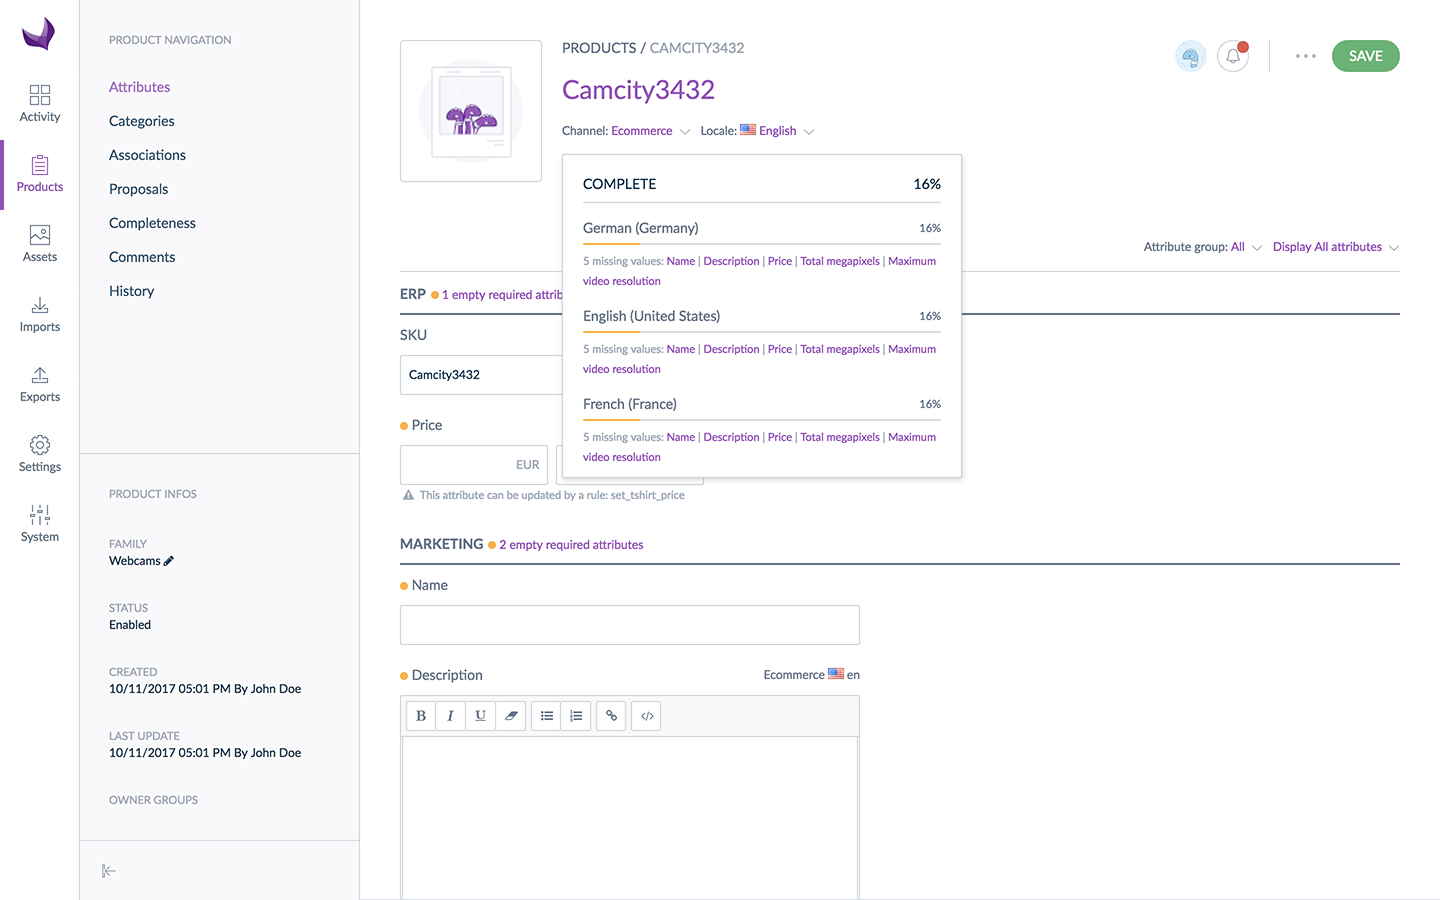 Activity
Products
Assets
Imports
Exports
Settings
System
PRODUCT NAVIGATION
Attributes
Categories
Associations
Proposals
Completeness
Comments
History
PRODUCT INFOS
FAMILY
Webcams
STATUS
Enabled
CREATED
10/11/2017 05:01 PM By John Doe
LAST UPDATE
10/11/2017 05:01 PM By John Doe
OWNER GROUPS
PRODUCTS / CAMCITY3432
SAVE
Camcity3432
Channel: Ecommerce Locale: English
COMPLETE 16%
German (Germany) 16%
5 missing values: Name | Description | Price | Total megapixels | Maximum
video resolution
English (United States) 16%
5 missing values: Name | Description | Price | Total megapixels | Maximum
video resolution
French (France) 16%
5 missing values: Name | Description | Price | Total megapixels | Maximum
video resolution
Attribute group: All Display All attributes
ERP 1 empty required attrib
SKU
Camcity3432
Price
EUR
This attribute can be updated by a rule: set_tshirt_price
MARKETING 2 empty required attributes
Name
Description Ecommerce en
B I U </>